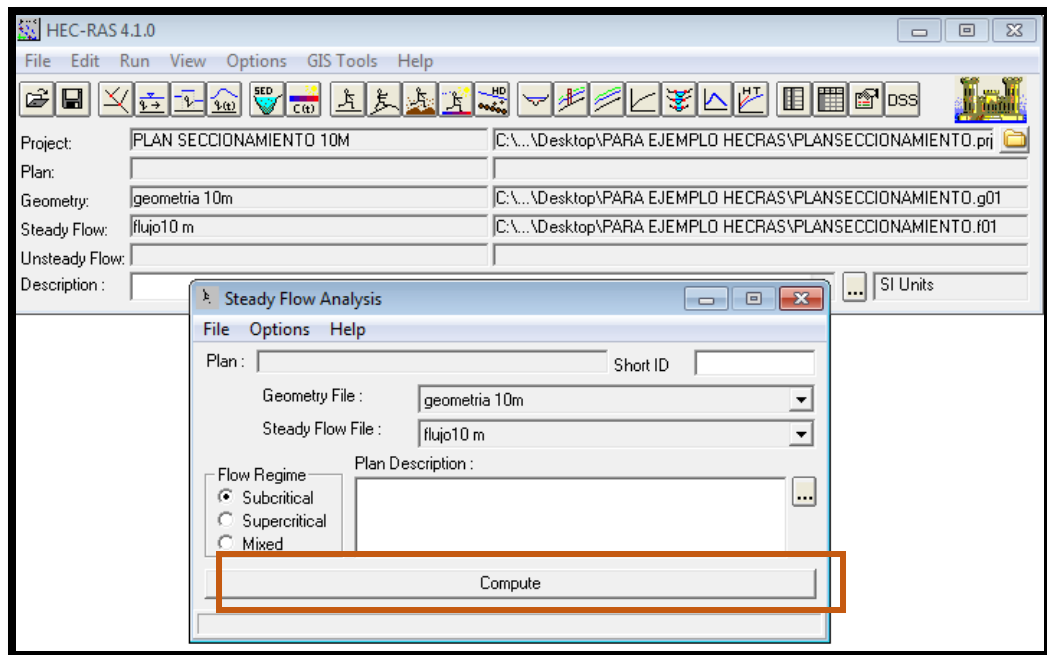 HEC-RAS 4.1.0
File Edit Run View Options GIS Tools Help
SED C(t) HD HT DSS
Project: PLAN SECCIONAMIENTO 10M C:\...\Desktop\PARA EJEMPLO HECRAS\PLANSECCIONAMIENTO.prj
Plan:
Geometry: geometria 10m C:\...\Desktop\PARA EJEMPLO HECRAS\PLANSECCIONAMIENTO.g01
Steady Flow: flujo10 m C:\...\Desktop\PARA EJEMPLO HECRAS\PLANSECCIONAMIENTO.f01
Unsteady Flow:
Description : ... SI Units
Steady Flow Analysis
File Options Help
Plan : Short ID
Geometry File : geometria 10m
Steady Flow File : flujo10 m
Flow Regime
Subcritical
Supercritical
Mixed
Plan Description :
...
Compute